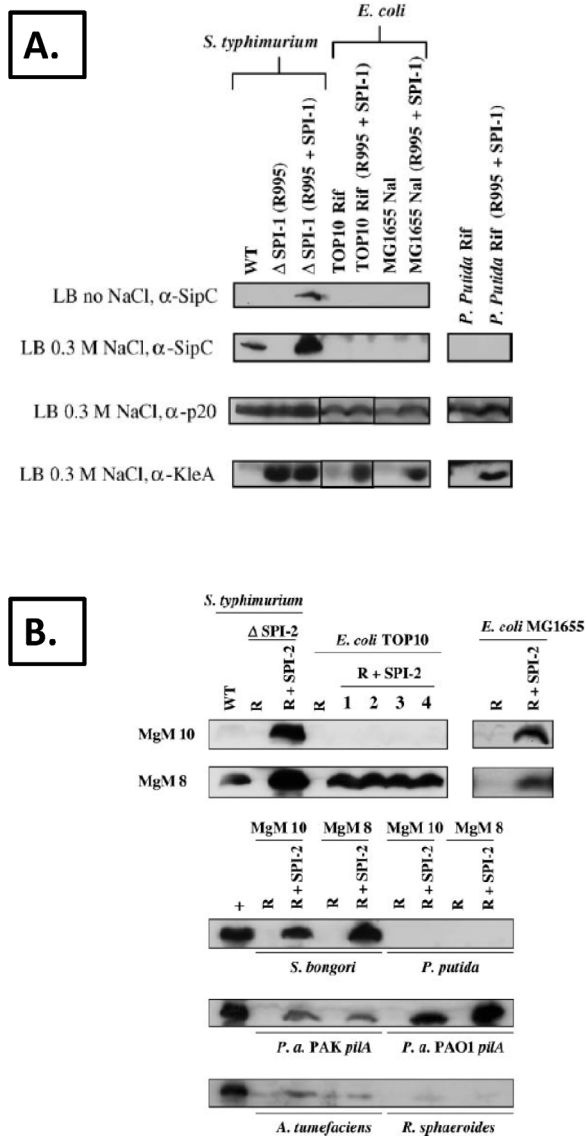 A.
E. coli
S. typhimurium
WT
Δ SPI-1 (R995)
Δ SPI-1 (R995 + SPI-1)
TOP10 Rif
TOP10 Rif (R995 + SPI-1)
MG1655 Nal
MG1655 Nal (R995 + SPI-1)
P. Putida Rif
P. Putida Rif (R995 + SPI-1)
LB no NaCl, α-SipC
LB 0.3 M NaCl, α-SipC
LB 0.3 M NaCl, α-p20
LB 0.3 M NaCl, α-KleA
B.
S. typhimurium
Δ SPI-2
E. coli TOP10
E. coli MG1655
R + SPI-2
WT
R
R + SPI-2
R
1 2 3 4
R
R + SPI-2
MgM 10
MgM 8
MgM 10 MgM 8 MgM 10 MgM 8
+
R
R + SPI-2
R
R + SPI-2
R
R + SPI-2
R
R + SPI-2
S. bongori P. putida
P. a. PAK pilA P. a. PAO1 pilA
A. tumefaciens R. sphaeroides